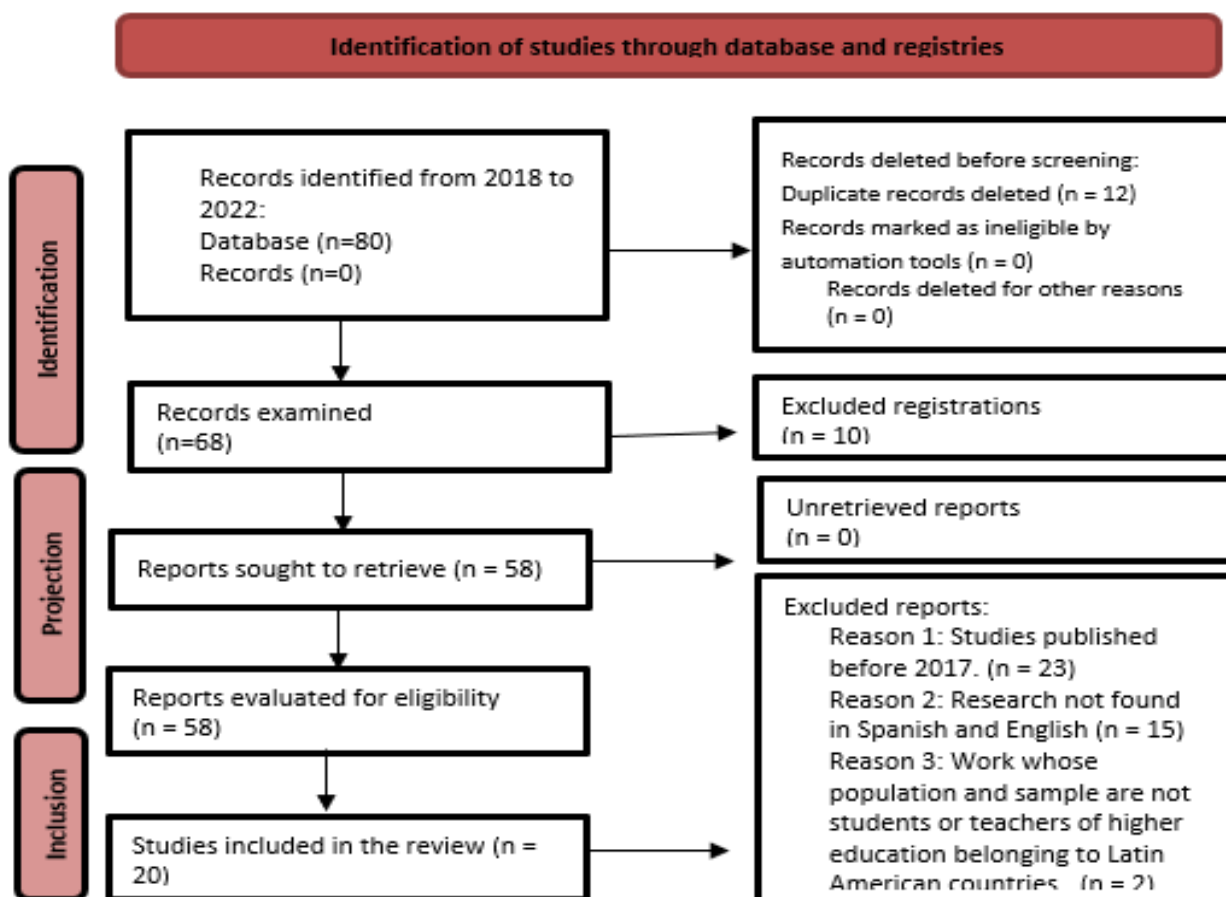 Identification of studies through database and registries
Identification
Records identified from 2018 to
2022:
Database (n=80)
Records (n=0)
Records deleted before screening:
Duplicate records deleted (n = 12)
Records marked as ineligible by
automation tools (n = 0)
Records deleted for other reasons
(n = 0)
Records examined
(n=68)
Excluded registrations
(n = 10)
Projection
Reports sought to retrieve (n = 58)
Unretrieved reports
(n = 0)
Reports evaluated for eligibility
(n = 58)
Excluded reports:
Reason 1: Studies published
before 2017. (n = 23)
Reason 2: Research not found
in Spanish and English (n = 15)
Reason 3: Work whose
population and sample are not
students or teachers of higher
education belonging to Latin
American countries. (n = 2)
Inclusion
Studies included in the review (n =
20)